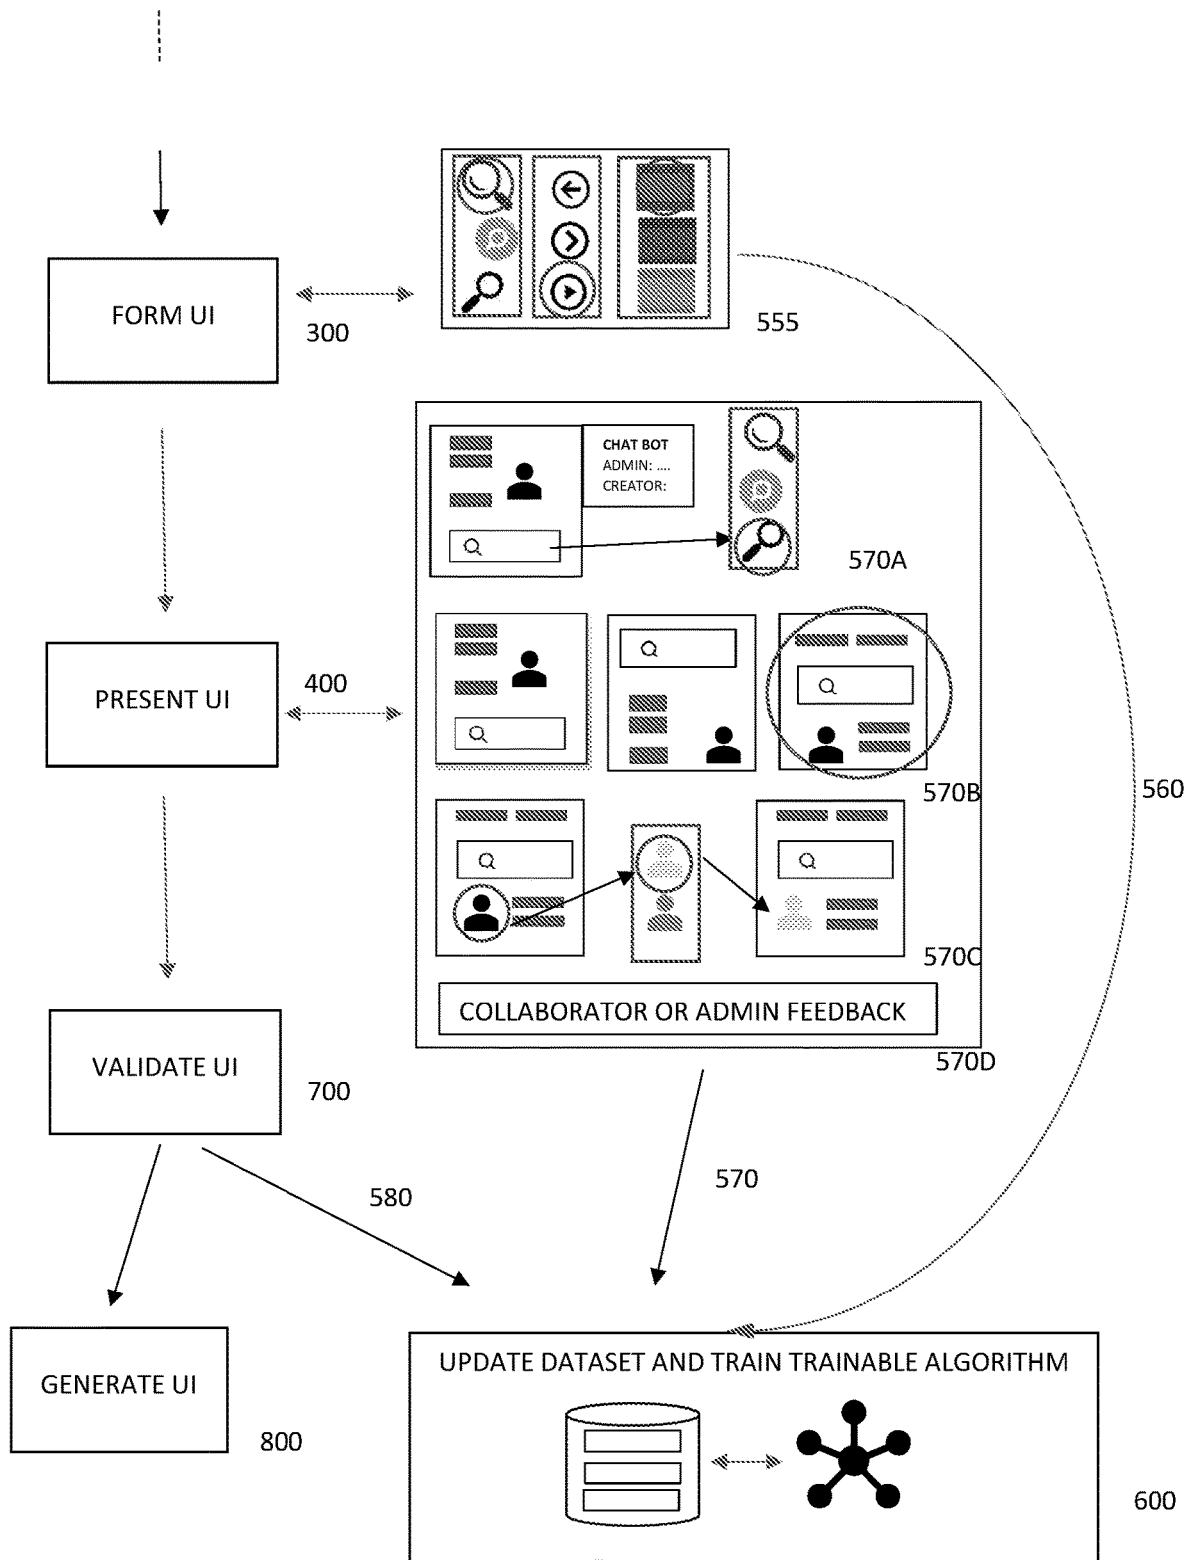 FORM UI
300
555
CHAT BOT
ADMIN: ....
CREATOR:
570A
PRESENT UI
400
570B
560
570C
COLLABORATOR OR ADMIN FEEDBACK
570D
VALIDATE UI
700
580
570
GENERATE UI
800
UPDATE DATASET AND TRAIN TRAINABLE ALGORITHM
600